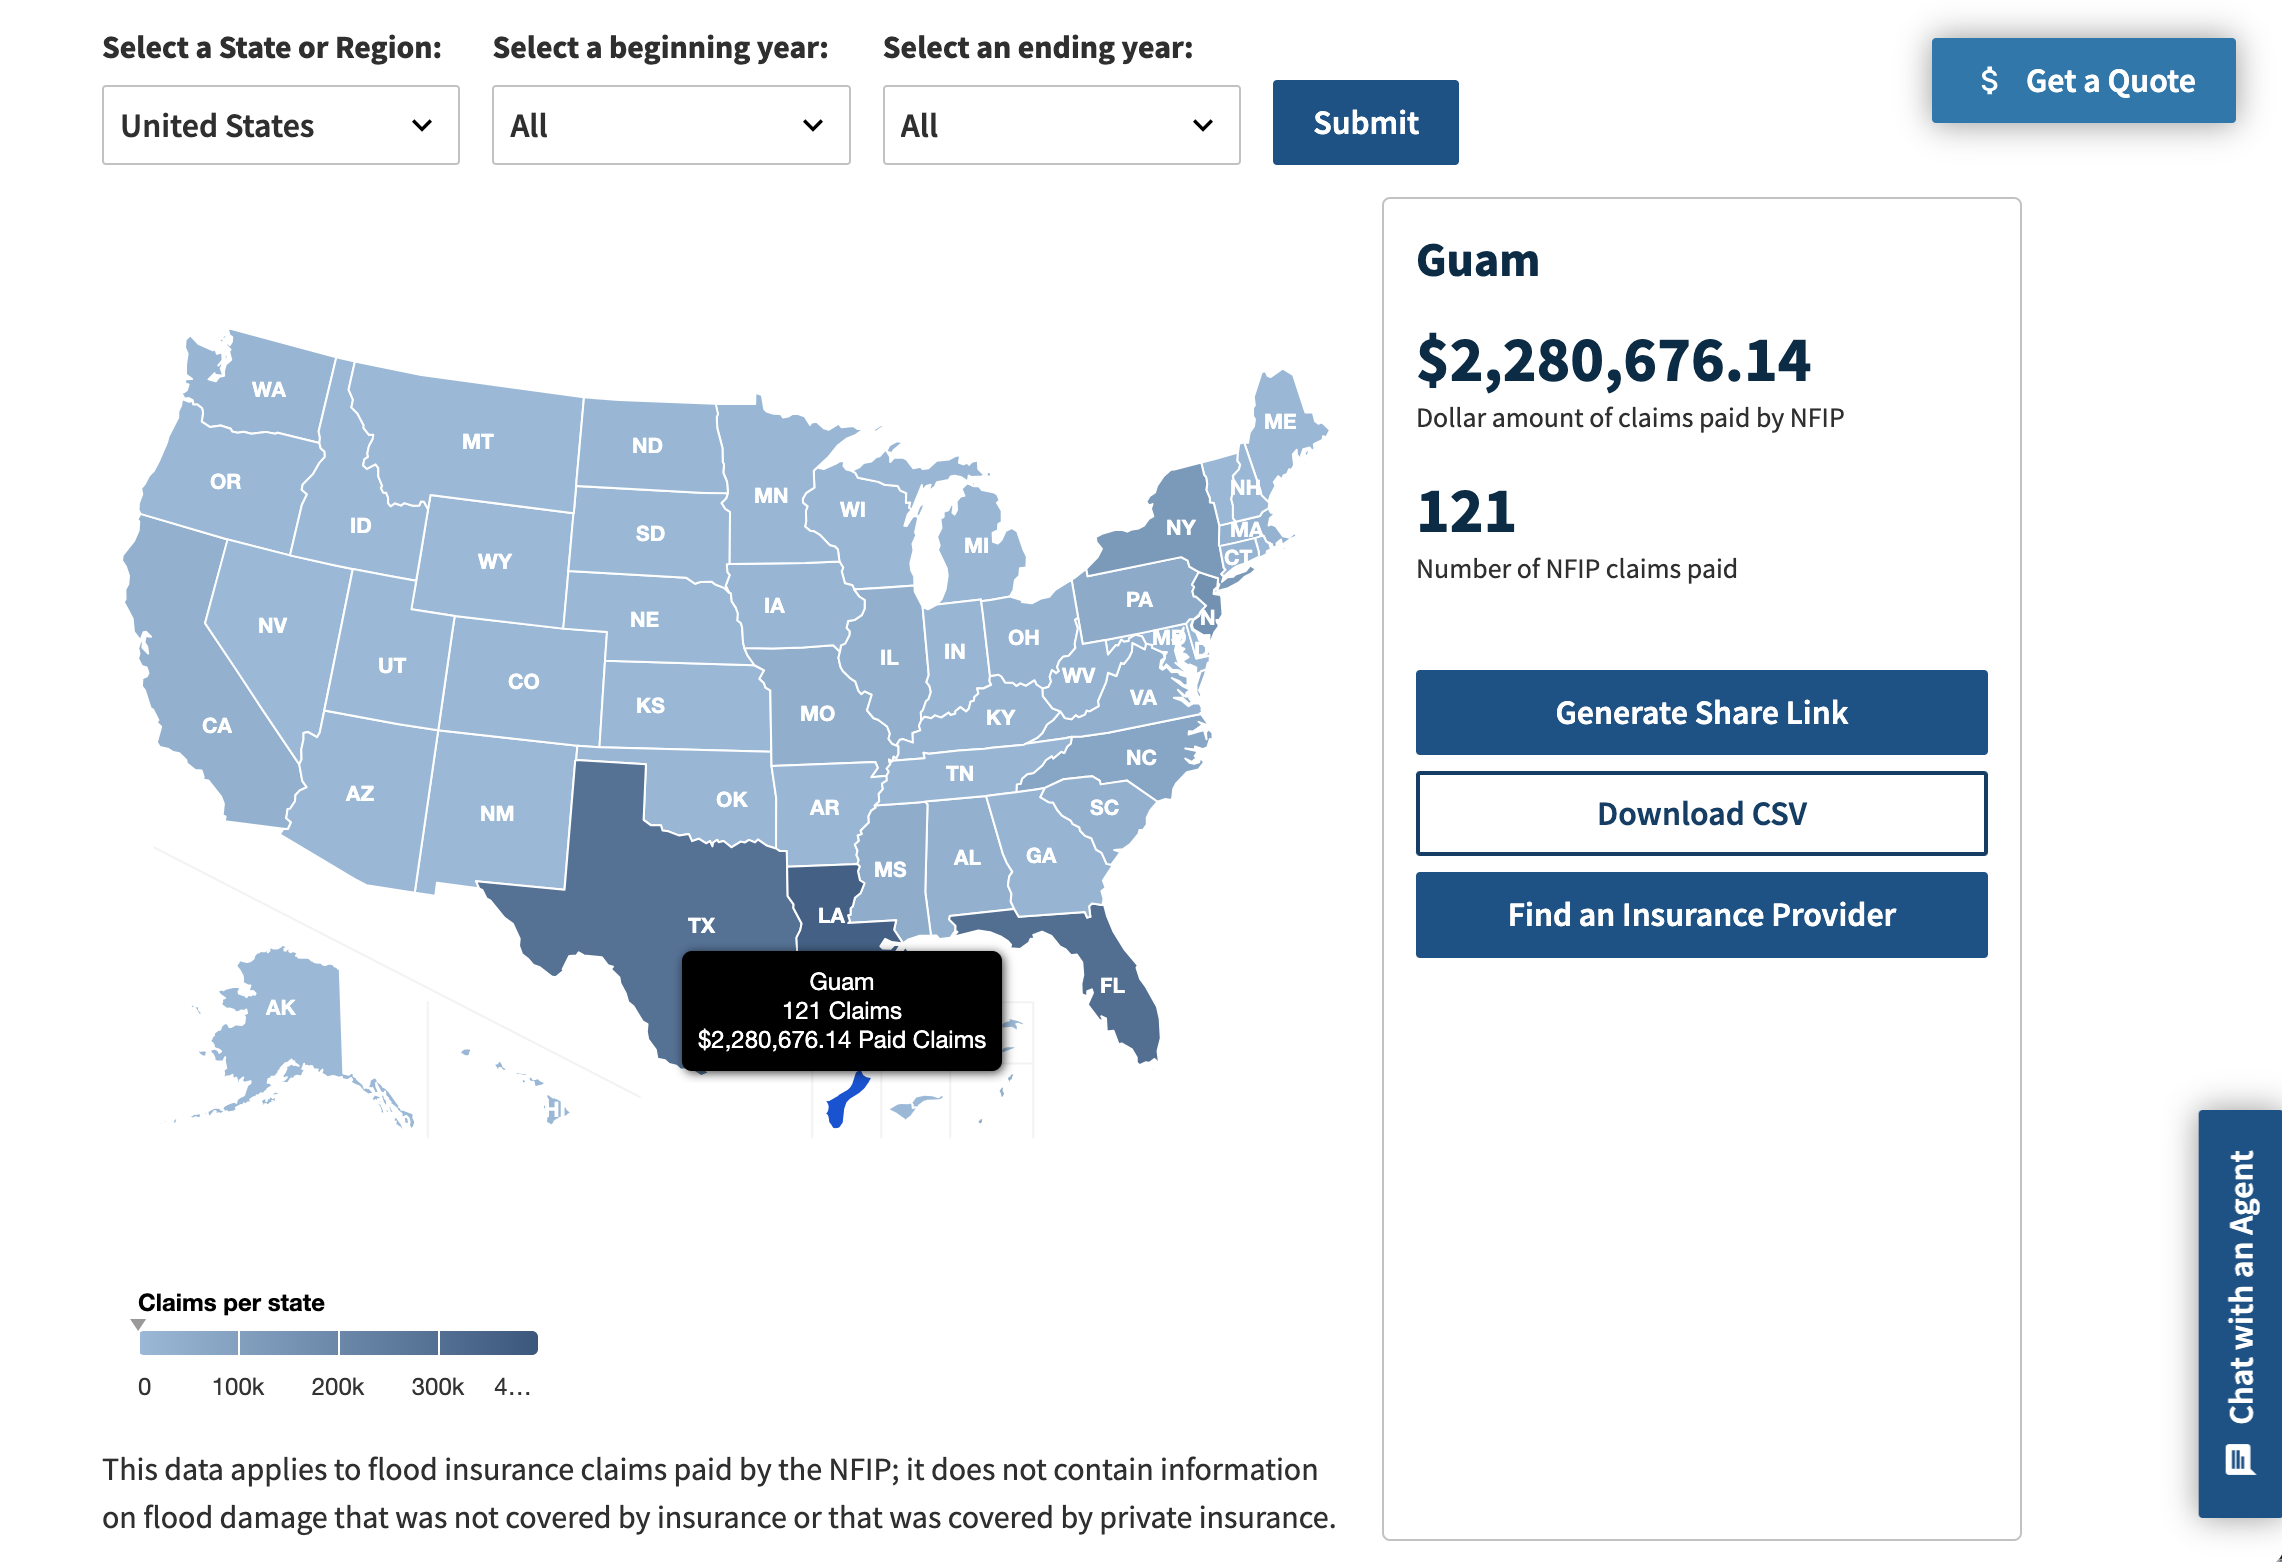 Select a State or Region:
Select a beginning year:
Select an ending year:
United States
All
All
Submit
$ Get a Quote
Guam
$2,280,676.14
Dollar amount of claims paid by NFIP
121
Number of NFIP claims paid
Generate Share Link
Download CSV
Find an Insurance Provider
WA
MT
ND
MN
ME
OR
ID
SD
WI
MI
NY
NH
MA
CT
WY
NV
UT
CO
NE
IA
IL
IN
OH
PA
N
MD
D
WV
VA
CA
KS
MO
KY
NC
TN
AZ
NM
OK
AR
SC
MS
AL
GA
TX
LA
FL
AK
HI
Guam
121 Claims
$2,280,676.14 Paid Claims
Claims per state
0
100k
200k
300k
4...
This data applies to flood insurance claims paid by the NFIP; it does not contain information
on flood damage that was not covered by insurance or that was covered by private insurance.
Chat with an Agent